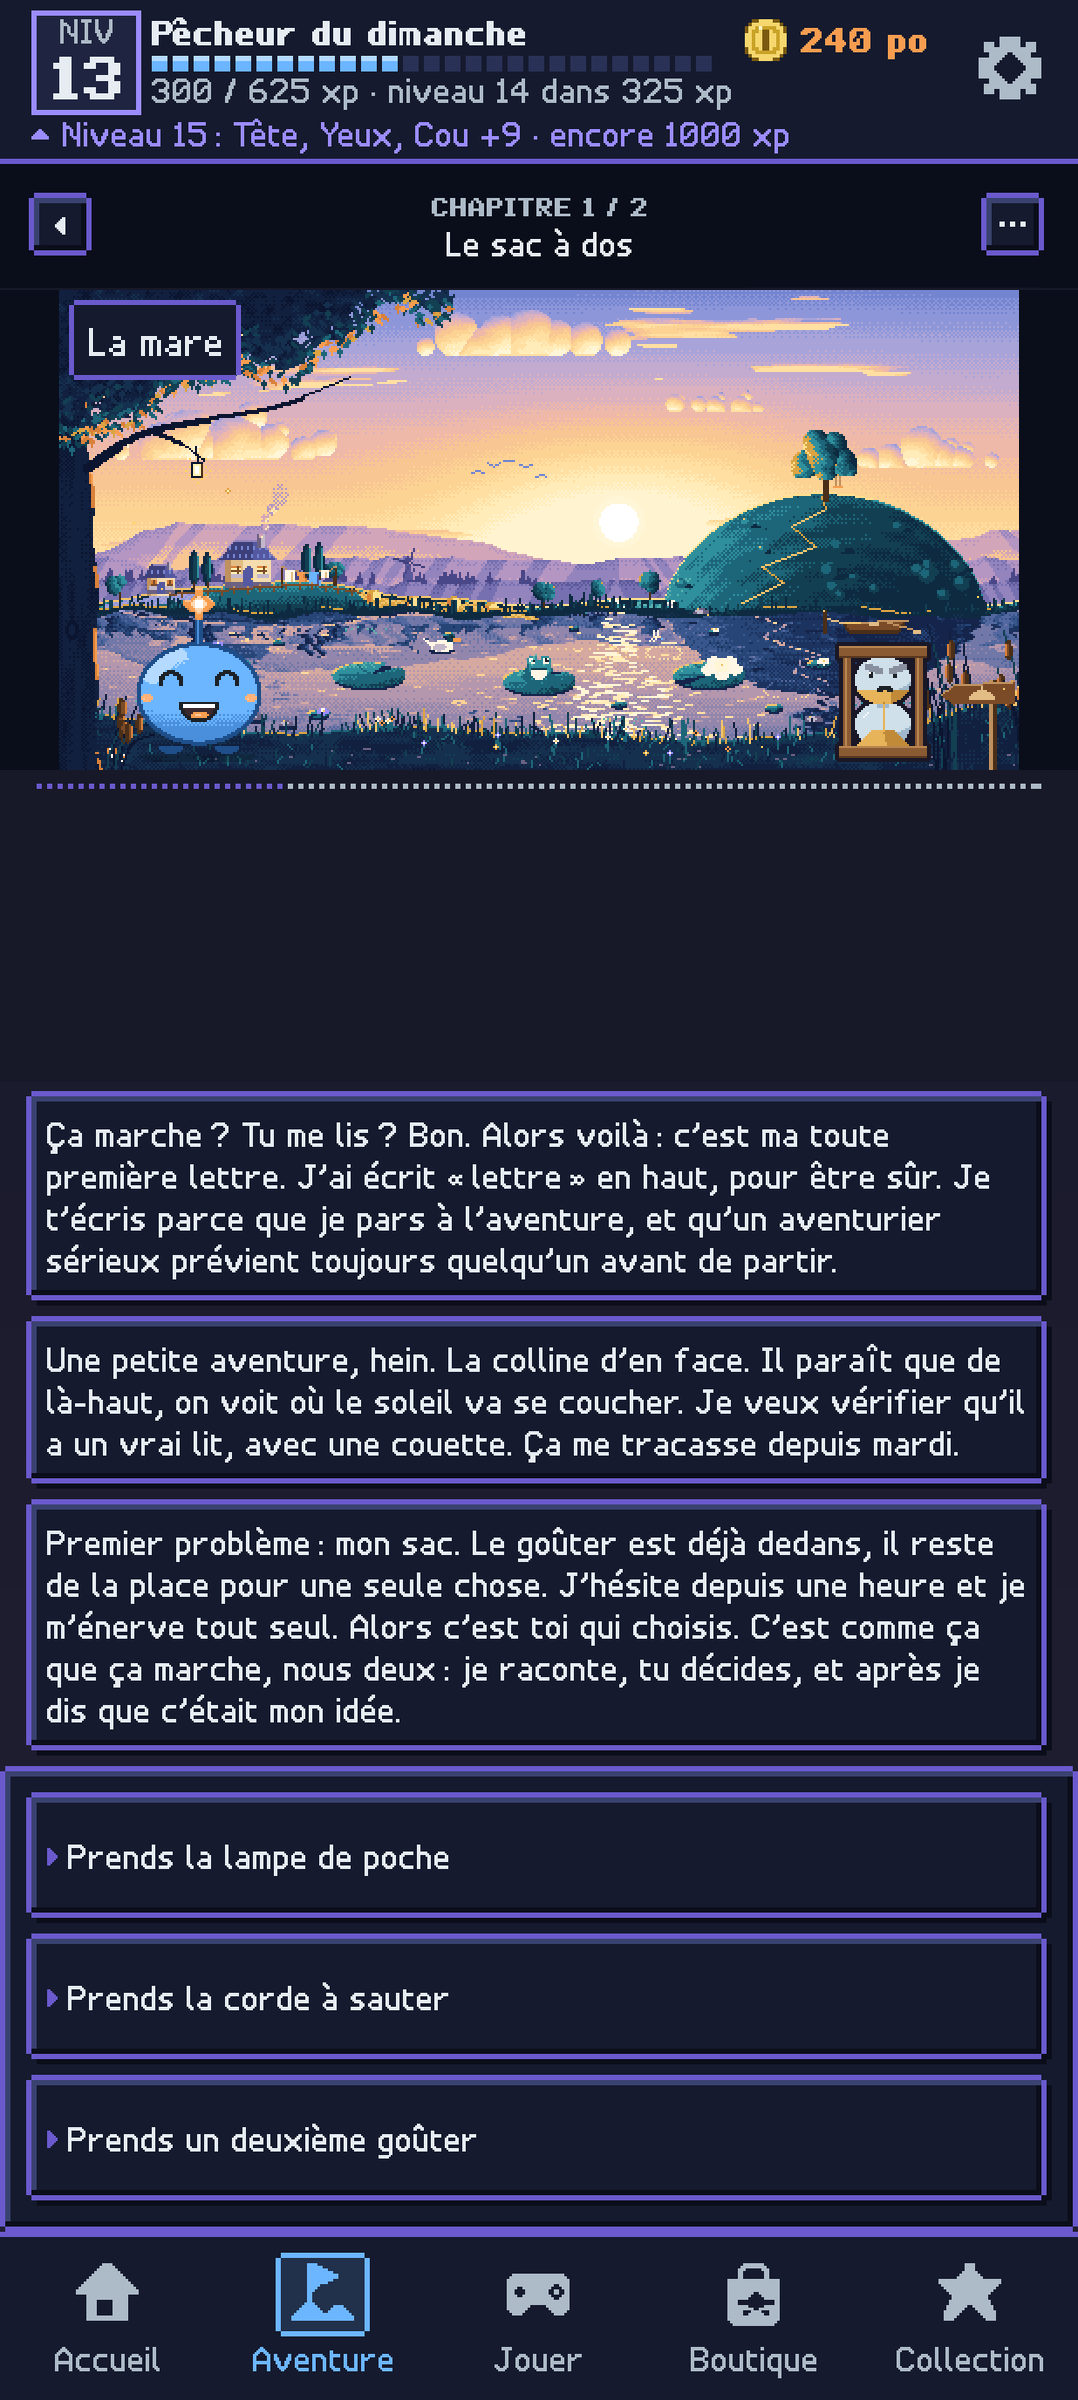 NIV
13
Pêcheur du dimanche
240 po
300 / 625 xp · niveau 14 dans 325 xp
Niveau 15 : Tête, Yeux, Cou +9 · encore 1000 xp
CHAPITRE 1 / 2
Le sac à dos
La mare
Ça marche ? Tu me lis ? Bon. Alors voilà : c’est ma toute
première lettre. J’ai écrit « lettre » en haut, pour être sûr. Je
t’écris parce que je pars à l’aventure, et qu’un aventurier
sérieux prévient toujours quelqu’un avant de partir.
Une petite aventure, hein. La colline d’en face. Il paraît que de
là-haut, on voit où le soleil va se coucher. Je veux vérifier qu’il
a un vrai lit, avec une couette. Ça me tracasse depuis mardi.
Premier problème : mon sac. Le goûter est déjà dedans, il reste
de la place pour une seule chose. J’hésite depuis une heure et je
m’énerve tout seul. Alors c’est toi qui choisis. C’est comme ça
que ça marche, nous deux : je raconte, tu décides, et après je
dis que c’était mon idée.
Prends la lampe de poche
Prends la corde à sauter
Prends un deuxième goûter
Accueil
Aventure
Jouer
Boutique
Collection